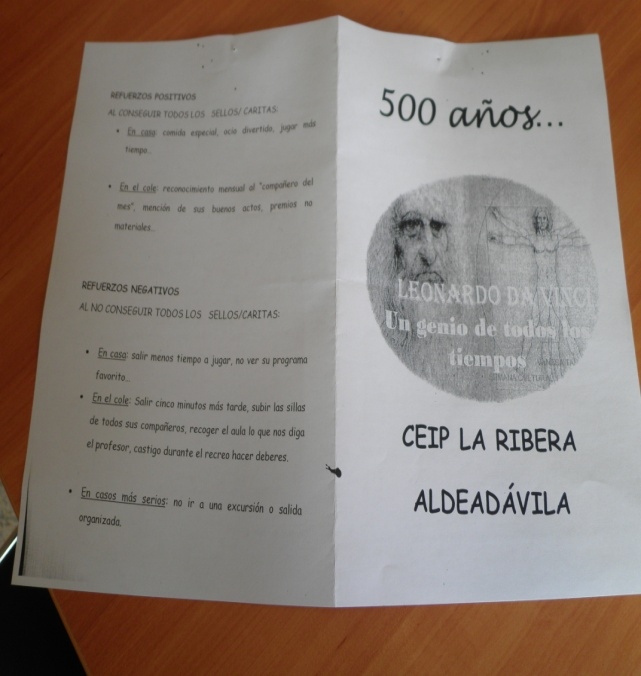 REFUERZOS POSITIVOS
AL CONSEGUIR TODOS LOS SELLOS/ CARITAS:
• En casa: comida especial, ocio divertido, jugar más
tiempo...
• En el cole: reconocimiento mensual al "compañero del
mes", mención de sus buenos actos, premios no
materiales...
REFUERZOS NEGATIVOS
AL NO CONSEGUIR TODOS LOS SELLOS/CARITAS:
• En casa: salir menos tiempo a jugar, no ver su programa
favorito...
• En el cole: Salir cinco minutos más tarde, subir las sillas
de todos sus compañeros, recoger el aula lo que nos diga
el profesor, castigo durante el recreo hacer deberes.
• En casos más serios: no ir a una excursión o salida
organizada.
500 años...
LEONARDO DA VINCI
Un genio de todos los
tiempos
CEIP LA RIBERA
ALDEADÁVILA